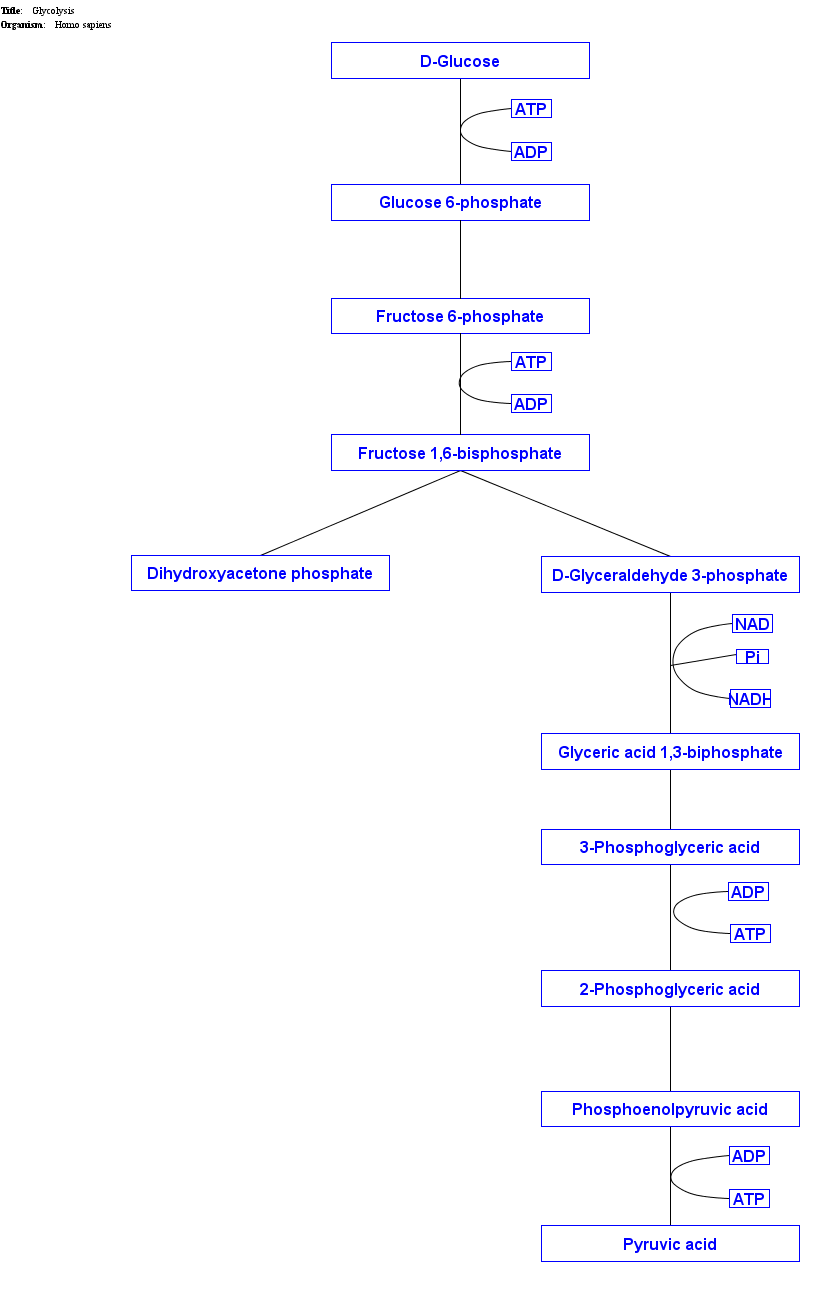 Title: Glycolysis
Organism: Homo sapiens
D-Glucose
ATP
ADP
Glucose 6-phosphate
Fructose 6-phosphate
ATP
ADP
Fructose 1,6-bisphosphate
Dihydroxyacetone phosphate
D-Glyceraldehyde 3-phosphate
NAD
Pi
NADH
Glyceric acid 1,3-biphosphate
3-Phosphoglyceric acid
ADP
ATP
2-Phosphoglyceric acid
Phosphoenolpyruvic acid
ADP
ATP
Pyruvic acid